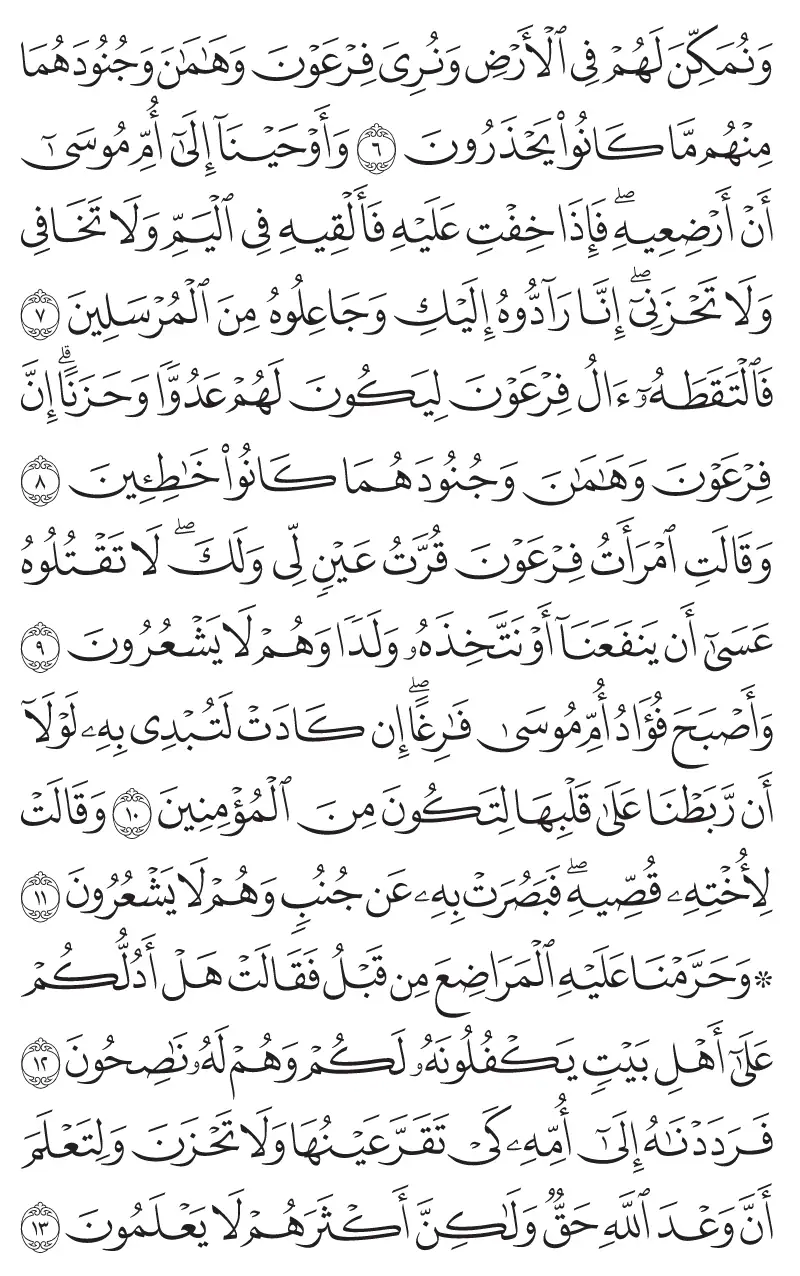 وَنُمَكِّنَ لَهُمۡ فِي ٱلۡأَرۡضِ وَنُرِيَ فِرۡعَوۡنَ وَهَٰمَٰنَ وَجُنُودَهُمَا
مِنۡهُم مَّا كَانُواْ يَحۡذَرُونَ ٦ وَأَوۡحَيۡنَآ إِلَىٰٓ أُمِّ مُوسَىٰٓ
أَنۡ أَرۡضِعِيهِۖ فَإِذَا خِفۡتِ عَلَيۡهِ فَأَلۡقِيهِ فِي ٱلۡيَمِّ وَلَا تَخَافِي
وَلَا تَحۡزَنِيٓۖ إِنَّا رَآدُّوهُ إِلَيۡكِ وَجَاعِلُوهُ مِنَ ٱلۡمُرۡسَلِينَ ٧
فَٱلۡتَقَطَهُۥٓ ءَالُ فِرۡعَوۡنَ لِيَكُونَ لَهُمۡ عَدُوّٗا وَحَزَنًاۗ إِنَّ
فِرۡعَوۡنَ وَهَٰمَٰنَ وَجُنُودَهُمَا كَانُواْ خَٰطِـِٔينَ ٨
وَقَالَتِ ٱمۡرَأَتُ فِرۡعَوۡنَ قُرَّتُ عَيۡنٖ لِّي وَلَكَۖ لَا تَقۡتُلُوهُ
عَسَىٰٓ أَن يَنفَعَنَآ أَوۡ نَتَّخِذَهُۥ وَلَدٗا وَهُمۡ لَا يَشۡعُرُونَ ٩
وَأَصۡبَحَ فُؤَادُ أُمِّ مُوسَىٰ فَٰرِغًاۖ إِن كَادَتۡ لَتُبۡدِي بِهِۦ لَوۡلَآ
أَن رَّبَطۡنَا عَلَىٰ قَلۡبِهَا لِتَكُونَ مِنَ ٱلۡمُؤۡمِنِينَ ١٠ وَقَالَتۡ
لِأُخۡتِهِۦ قُصِّيهِۖ فَبَصُرَتۡ بِهِۦ عَن جُنُبٖ وَهُمۡ لَا يَشۡعُرُونَ ١١
* وَحَرَّمۡنَا عَلَيۡهِ ٱلۡمَرَاضِعَ مِن قَبۡلُ فَقَالَتۡ هَلۡ أَدُلُّكُمۡ
عَلَىٰٓ أَهۡلِ بَيۡتٖ يَكۡفُلُونَهُۥ لَكُمۡ وَهُمۡ لَهُۥ نَٰصِحُونَ ١٢
فَرَدَدۡنَٰهُ إِلَىٰٓ أُمِّهِۦ كَيۡ تَقَرَّ عَيۡنُهَا وَلَا تَحۡزَنَ وَلِتَعۡلَمَ
أَنَّ وَعۡدَ ٱللَّهِ حَقّٞ وَلَٰكِنَّ أَكۡثَرَهُمۡ لَا يَعۡلَمُونَ ١٣